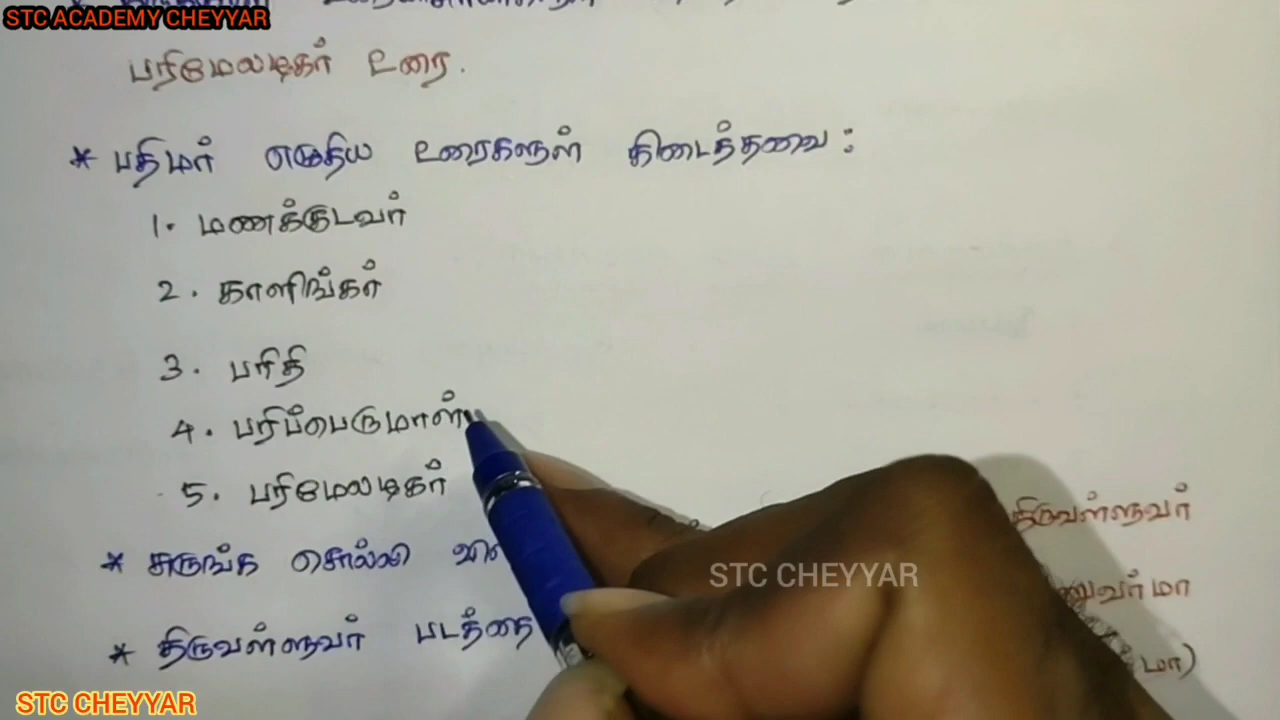 STC ACADEMY CHEYYAR
பரிமேலழகர் உரை.
* பதிமர் எழுதிய உரைகளுள் கிடைத்தவை :
1. மணக்குடவர்
2. காளிங்கர்
3. பரிதி
4. பரிப்பெருமாள்
5. பரிமேலழகர்
* சுருங்க சொல்லி திருவள்ளுவர்
STC CHEYYAR
* திருவள்ளுவர் படத்தை
மா)
STC CHEYYAR